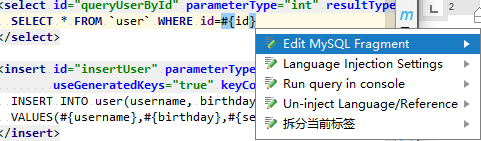 <select id="queryUserById" parameterType="int" resultType
SELECT * FROM `user` WHERE id=#{id}
<insert id="insertUser" parameterType
useGeneratedKeys="true" keyCo
INSERT INTO user(username, birthday
VALUES(#{username},#{birthday},#{se
</insert>
Edit MySQL Fragment
Language Injection Settings
Run query in console
Un-inject Language/Reference
拆分当前标签
m
2